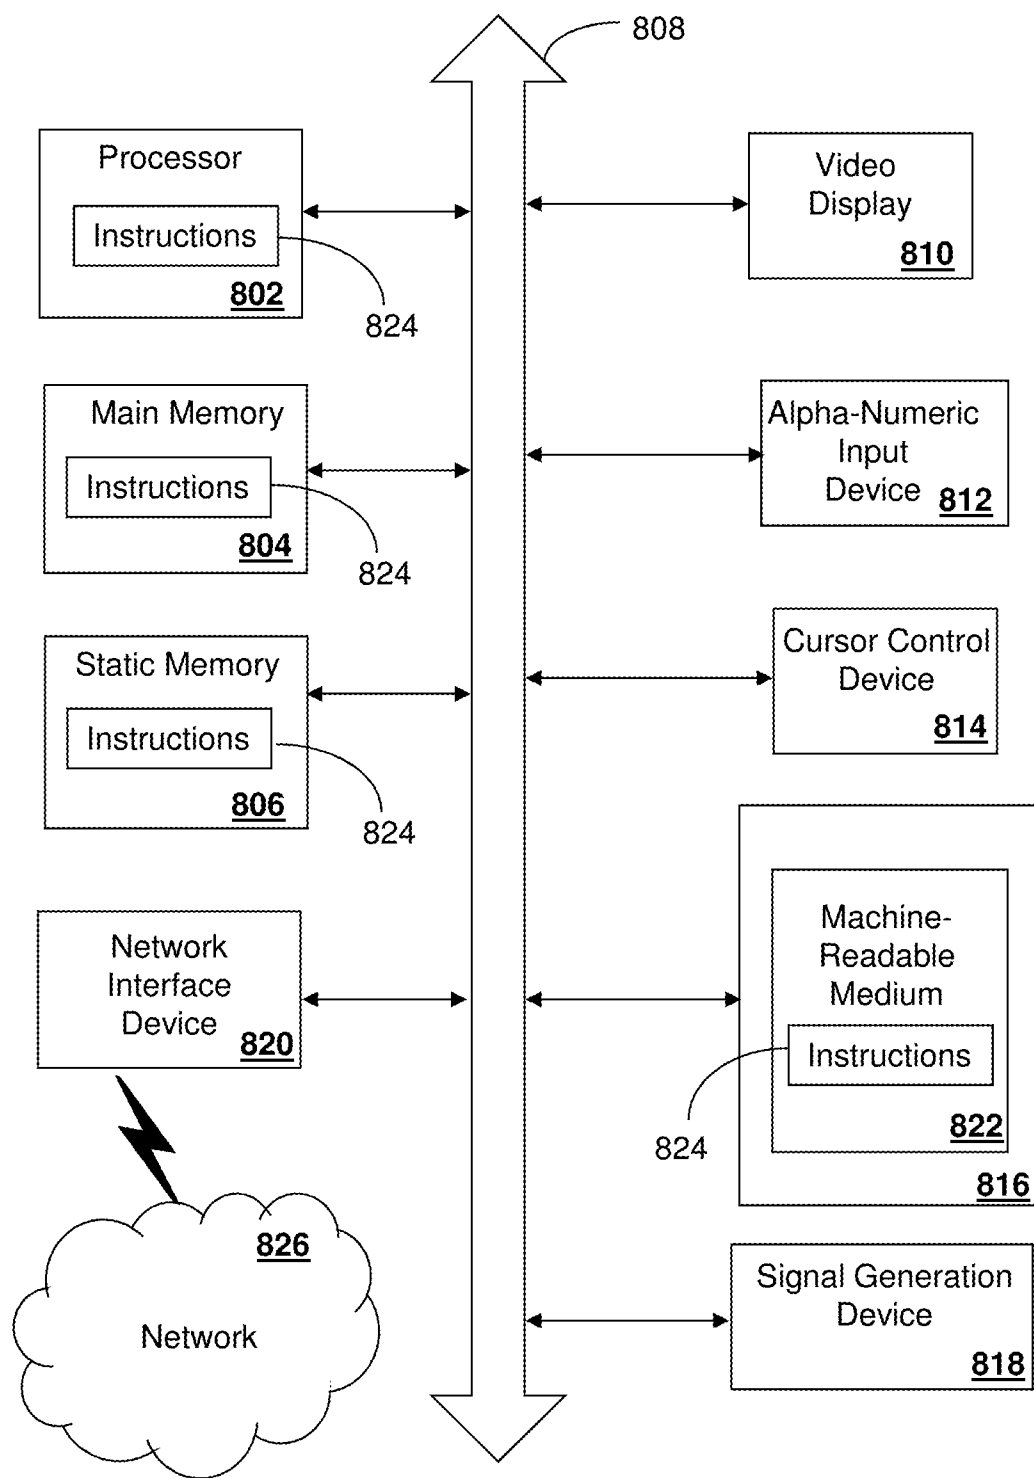 808
Processor
Instructions
802
824
Main Memory
Instructions
804
824
Static Memory
Instructions
806
824
Network
Interface
Device
820
826
Network
Video
Display
810
Alpha-Numeric
Input
Device
812
Cursor Control
Device
814
Machine-
Readable
Medium
Instructions
824
822
816
Signal Generation
Device
818